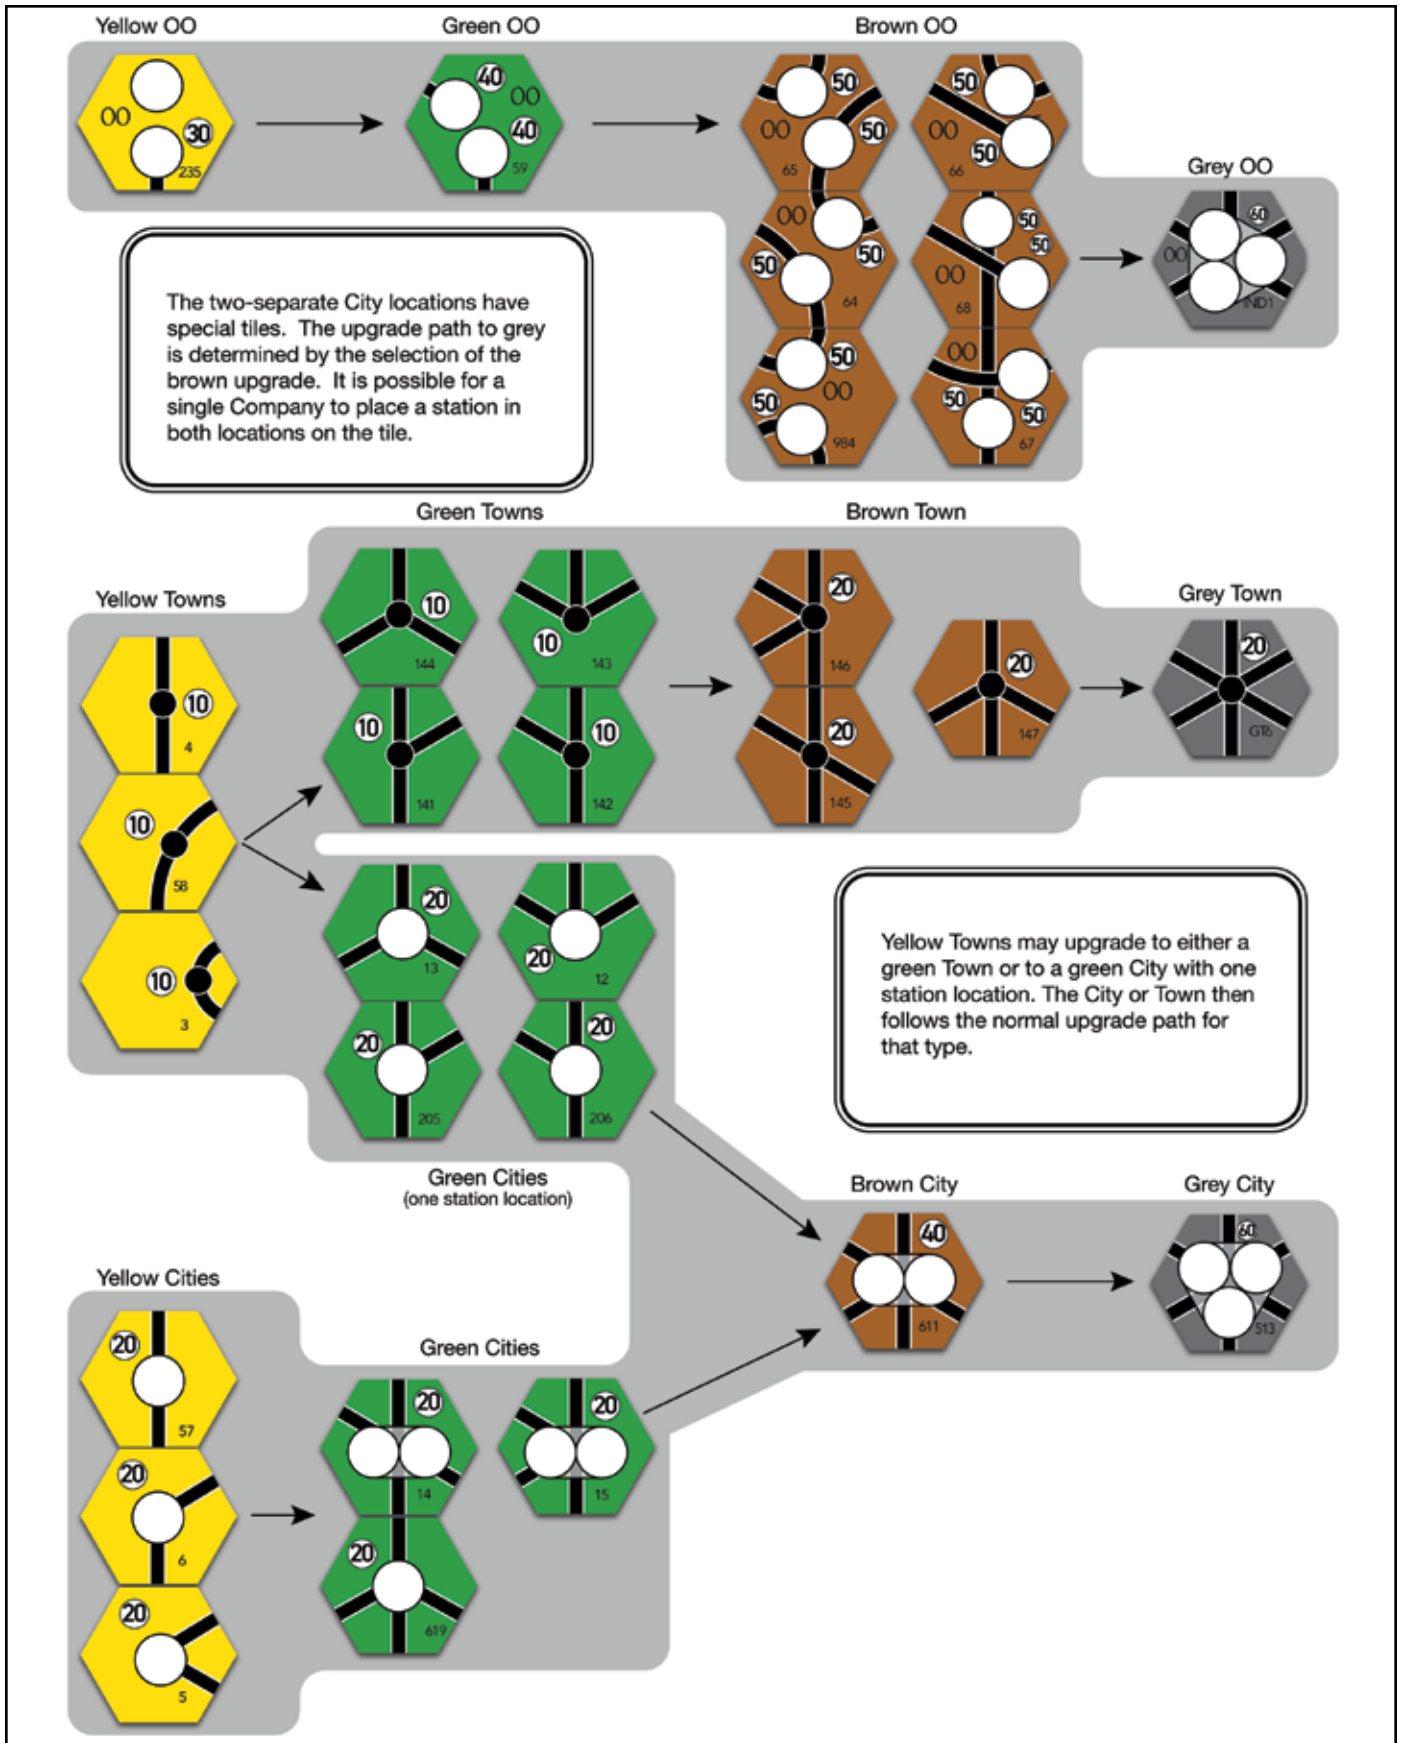 Yellow OO
Green OO
Brown OO
OO
30
235
40
OO
40
59
50
OO
50
65
50
OO
50
66
OO
50
50
64
50
50
OO
68
50
OO
50
984
OO
50
50
67
Grey OO
60
OO
IND1
The two-separate City locations have
special tiles. The upgrade path to grey
is determined by the selection of the
brown upgrade. It is possible for a
single Company to place a station in
both locations on the tile.
Green Towns
Brown Town
Yellow Towns
Grey Town
10
4
10
58
10
3
10
144
10
143
10
141
10
142
20
146
20
145
20
147
20
GT6
20
13
20
12
20
205
20
206
Green Cities
(one station location)
Yellow Towns may upgrade to either a
green Town or to a green City with one
station location. The City or Town then
follows the normal upgrade path for
that type.
Brown City
Grey City
40
611
60
513
Yellow Cities
20
57
20
6
20
5
Green Cities
20
14
20
15
20
619